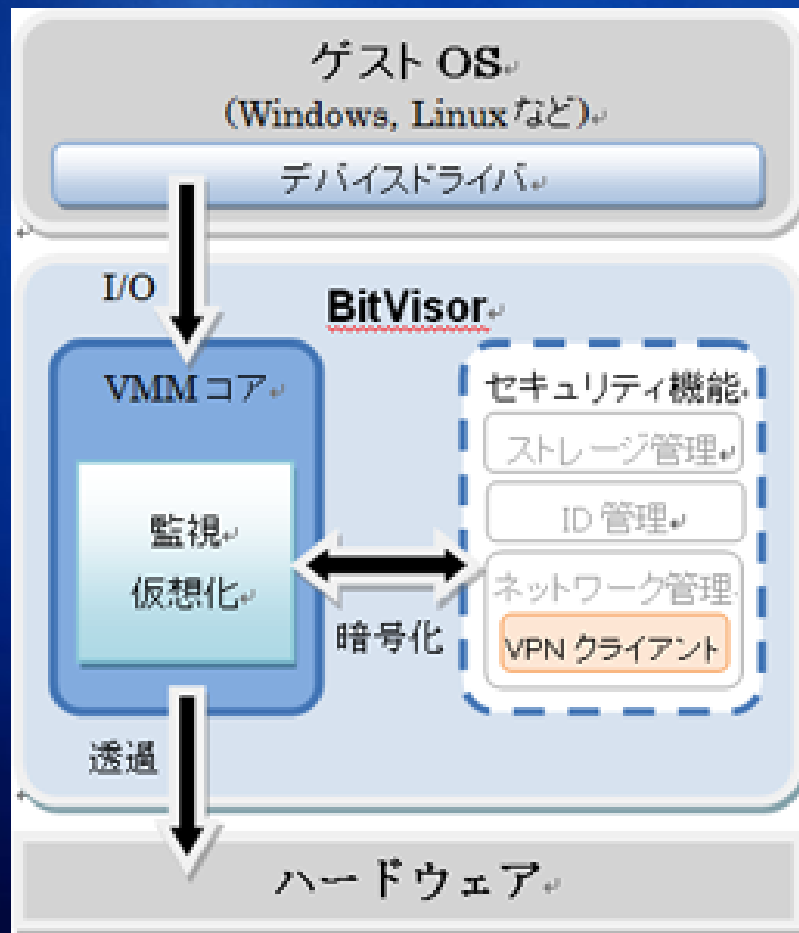 ゲスト OS
(Windows, Linux など)
デバイスドライバ
I/O
BitVisor
VMM コア
監視
仮想化
セキュリティ機能
ストレージ管理
ID 管理
ネットワーク管理
VPN クライアント
暗号化
透過
ハードウェア